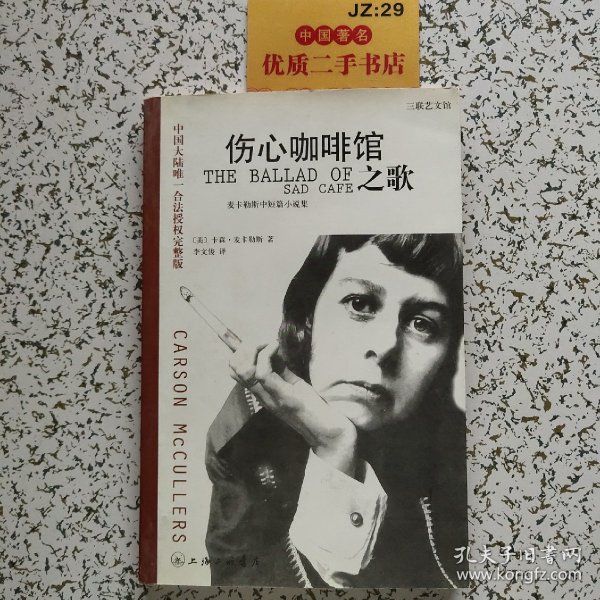 JZ:29
中国著名
优质二手书店
三联艺文馆
伤心咖啡馆
THE BALLAD OF
SAD CAFE
之歌
麦卡勒斯中短篇小说集
〔美〕卡森·麦卡勒斯 著
李文俊 译
中国大陆唯一合法授权完整版
CARSON McCULLERS
上海三联书店
孔夫子旧书网
www.kongfz.com